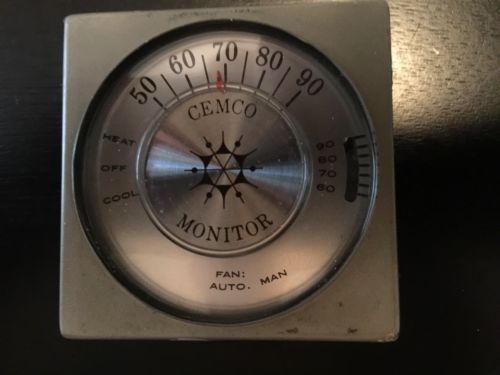 50 60 70 80 90
CEMCO
HEAT
OFF
COOL
90
80
70
60
MONITOR
FAN:
AUTO. MAN